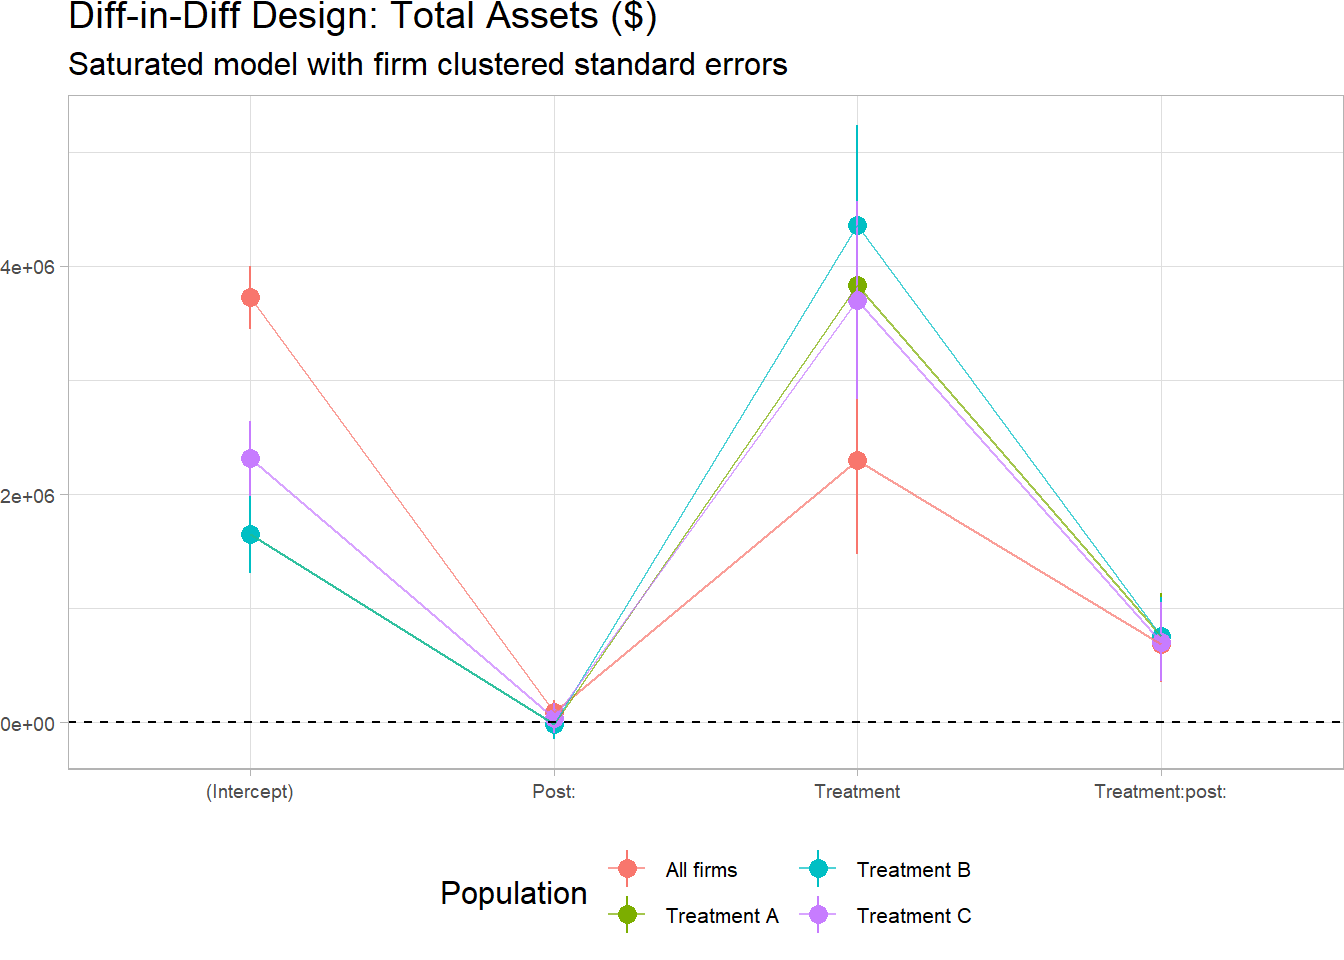 Diff-in-Diff Design: Total Assets ($)
Saturated model with firm clustered standard errors
4e+06
2e+06
0e+00
(Intercept) Post: Treatment Treatment:post:
Population
All firms Treatment B
Treatment A Treatment C